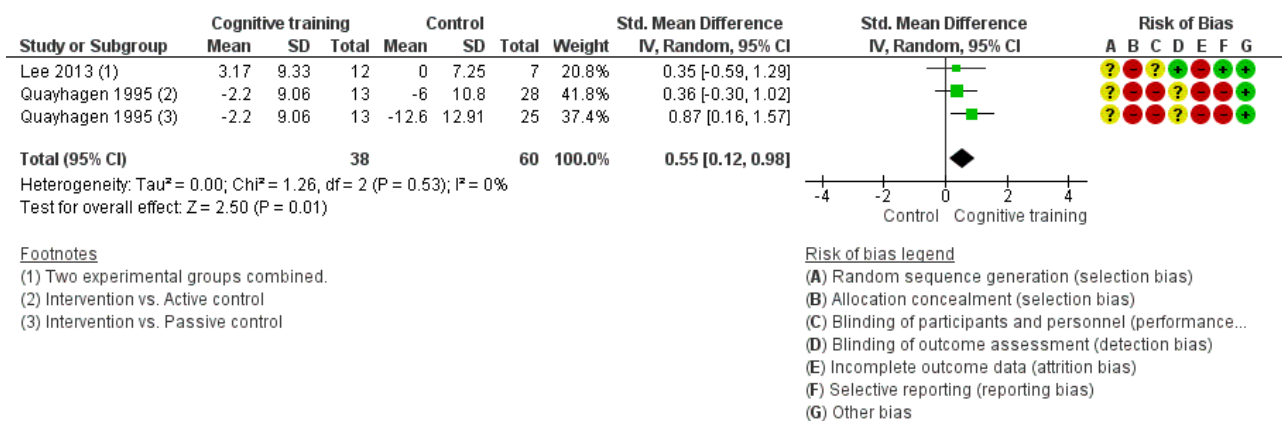 Cognitive training Control Std. Mean Difference Std. Mean Difference Risk of Bias
Study or Subgroup Mean SD Total Mean SD Total Weight IV, Random, 95% CI IV, Random, 95% CI A B C D E F G
Lee 2013 (1) 3.17 9.33 12 0 7.25 7 20.8% 0.35 [-0.59, 1.29] ? – ? + – + +
Quayhagen 1995 (2) -2.2 9.06 13 -6 10.8 28 41.8% 0.36 [-0.30, 1.02] ? – – ? – – +
Quayhagen 1995 (3) -2.2 9.06 13 -12.6 12.91 25 37.4% 0.87 [0.16, 1.57] ? – – ? – – +
Total (95% CI) 38 60 100.0% 0.55 [0.12, 0.98]
Heterogeneity: Tau² = 0.00; Chi² = 1.26, df = 2 (P = 0.53); I² = 0%
Test for overall effect: Z = 2.50 (P = 0.01)
-4 -2 0 2 4
Control Cognitive training
Footnotes
(1) Two experimental groups combined.
(2) Intervention vs. Active control
(3) Intervention vs. Passive control
Risk of bias legend
(A) Random sequence generation (selection bias)
(B) Allocation concealment (selection bias)
(C) Blinding of participants and personnel (performance...
(D) Blinding of outcome assessment (detection bias)
(E) Incomplete outcome data (attrition bias)
(F) Selective reporting (reporting bias)
(G) Other bias